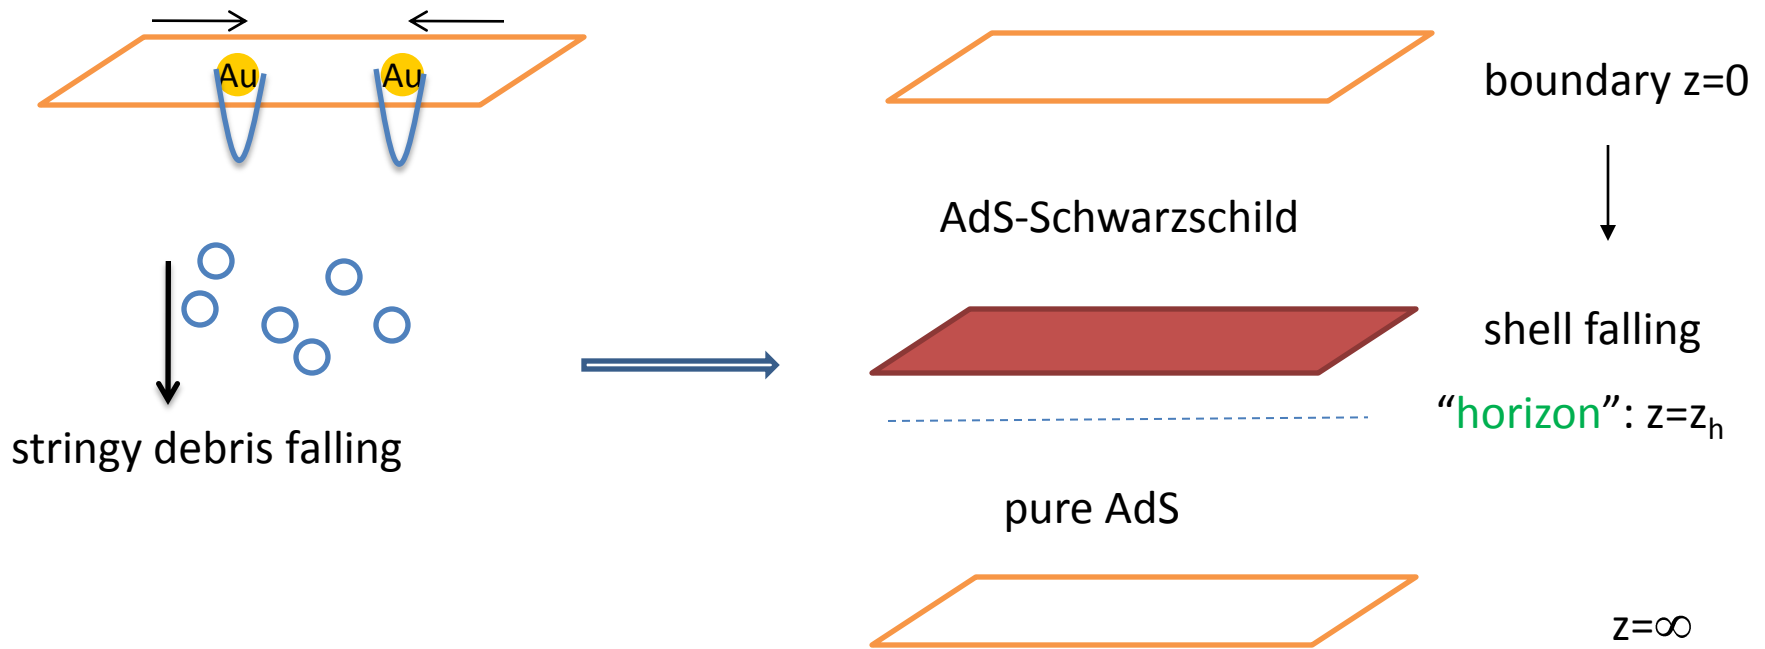 Au Au
stringy debris falling
boundary z=0
AdS-Schwarzschild
shell falling
“horizon”: z=zₕ
pure AdS
z=∞